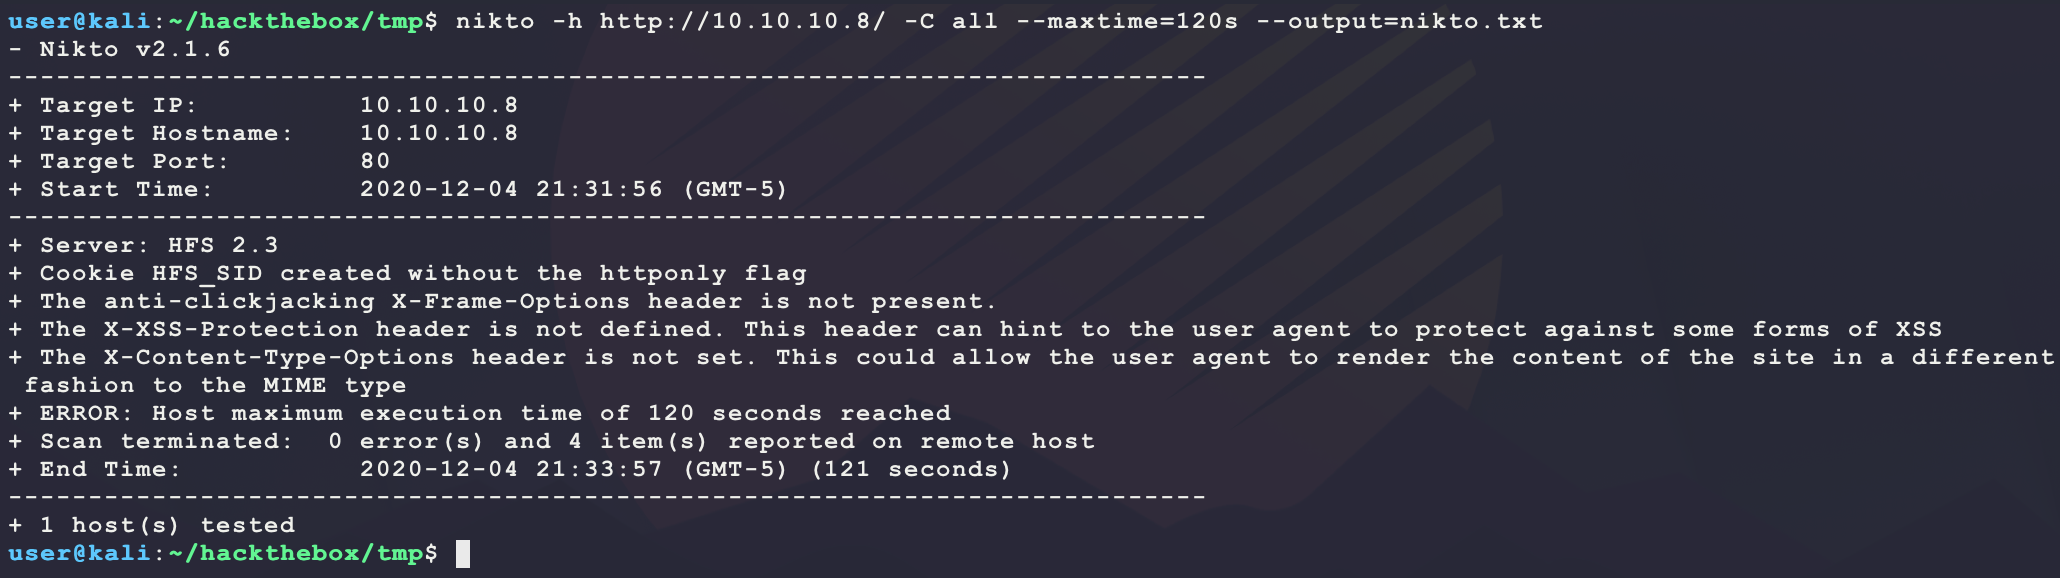 user@kali:~/hackthebox/tmp$ nikto -h http://10.10.10.8/ -C all --maxtime=120s --output=nikto.txt
- Nikto v2.1.6
---------------------------------------------------------------------------
+ Target IP:          10.10.10.8
+ Target Hostname:    10.10.10.8
+ Target Port:        80
+ Start Time:         2020-12-04 21:31:56 (GMT-5)
---------------------------------------------------------------------------
+ Server: HFS 2.3
+ Cookie HFS_SID created without the httponly flag
+ The anti-clickjacking X-Frame-Options header is not present.
+ The X-XSS-Protection header is not defined. This header can hint to the user agent to protect against some forms of XSS
+ The X-Content-Type-Options header is not set. This could allow the user agent to render the content of the site in a different
 fashion to the MIME type
+ ERROR: Host maximum execution time of 120 seconds reached
+ Scan terminated:  0 error(s) and 4 item(s) reported on remote host
+ End Time:           2020-12-04 21:33:57 (GMT-5) (121 seconds)
---------------------------------------------------------------------------
+ 1 host(s) tested
user@kali:~/hackthebox/tmp$